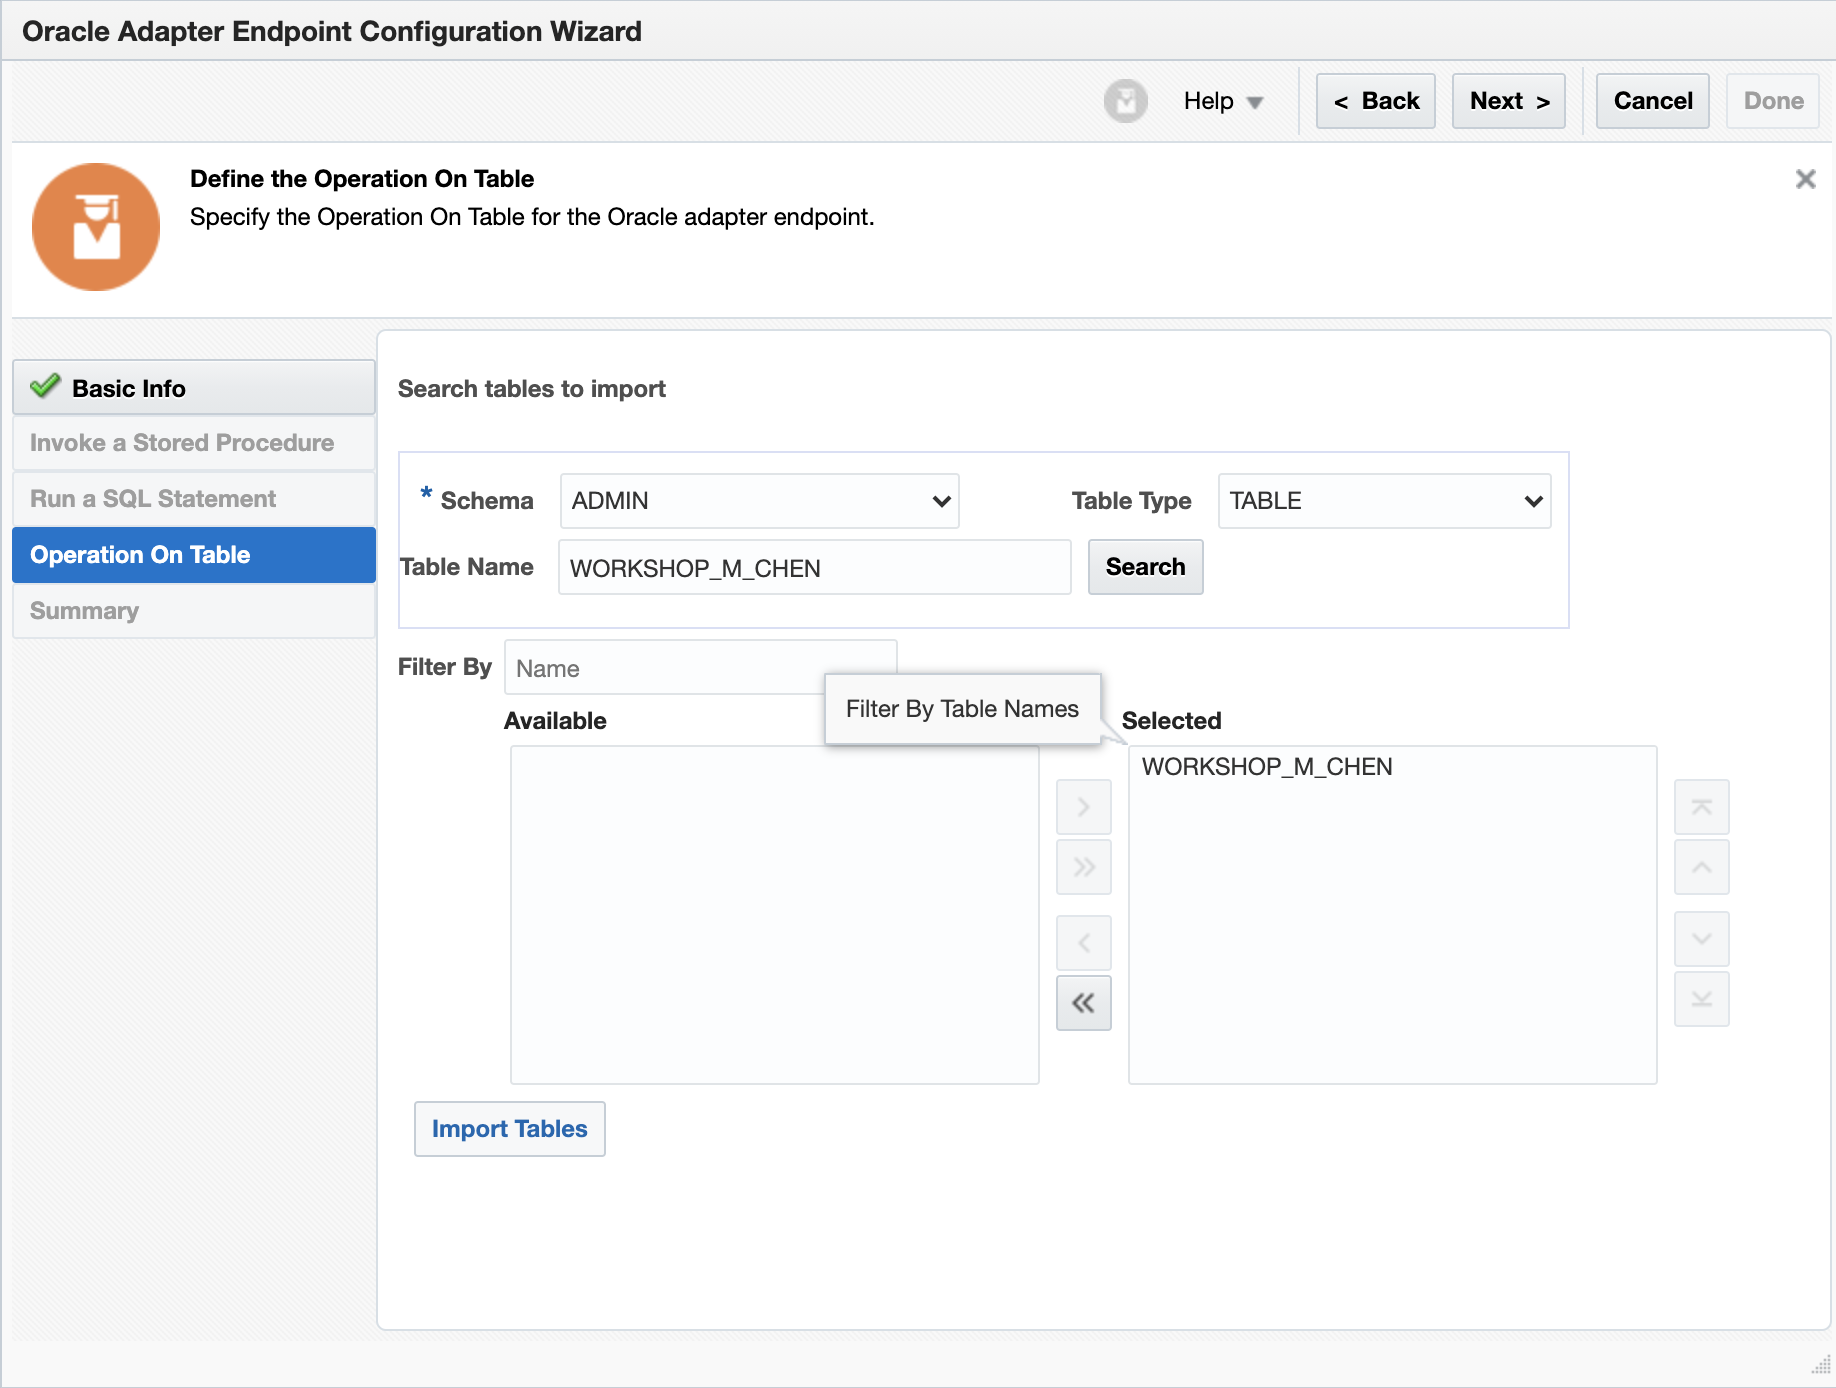 Oracle Adapter Endpoint Configuration Wizard
Help
< Back
Next >
Cancel
Done
Define the Operation On Table
Specify the Operation On Table for the Oracle adapter endpoint.
Basic Info
Invoke a Stored Procedure
Run a SQL Statement
Operation On Table
Summary
Search tables to import
* Schema ADMIN Table Type TABLE
Table Name WORKSHOP_M_CHEN Search
Filter By Name
Filter By Table Names
Available
Selected
WORKSHOP_M_CHEN
Import Tables